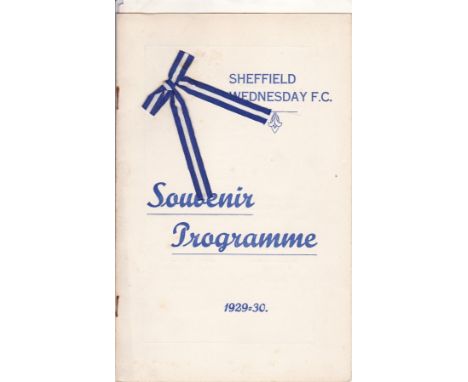 SHEFFIELD
WEDNESDAY F.C.
Souvenir
Programme
1929=30.